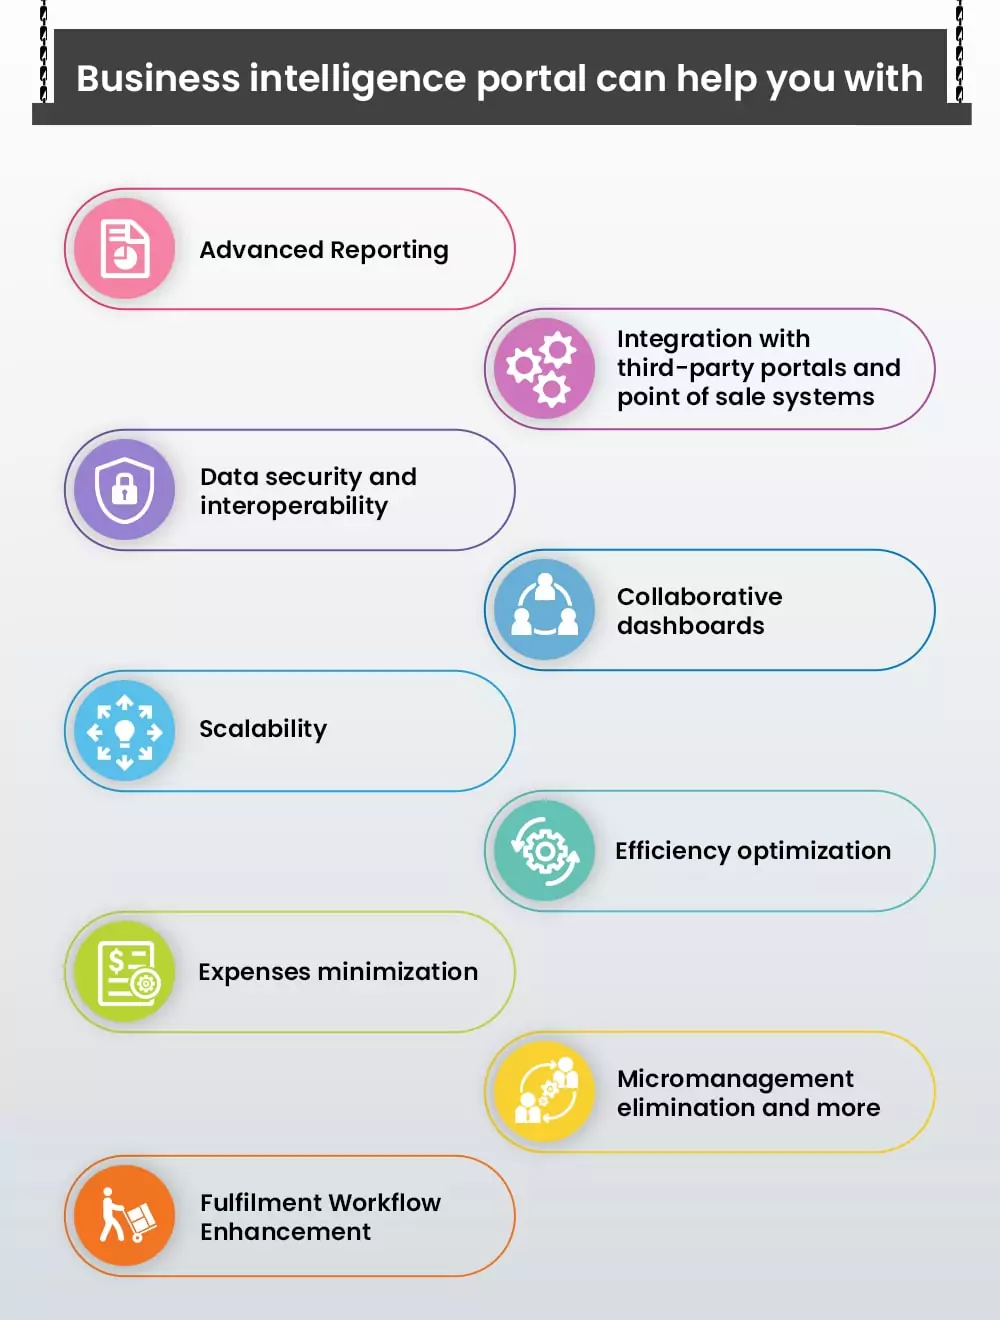 Business intelligence portal can help you with
Advanced Reporting
Integration with
third-party portals and
point of sale systems
Data security and
interoperability
Collaborative
dashboards
Scalability
Efficiency optimization
$
Expenses minimization
Micromanagement
elimination and more
Fulfilment Workflow
Enhancement